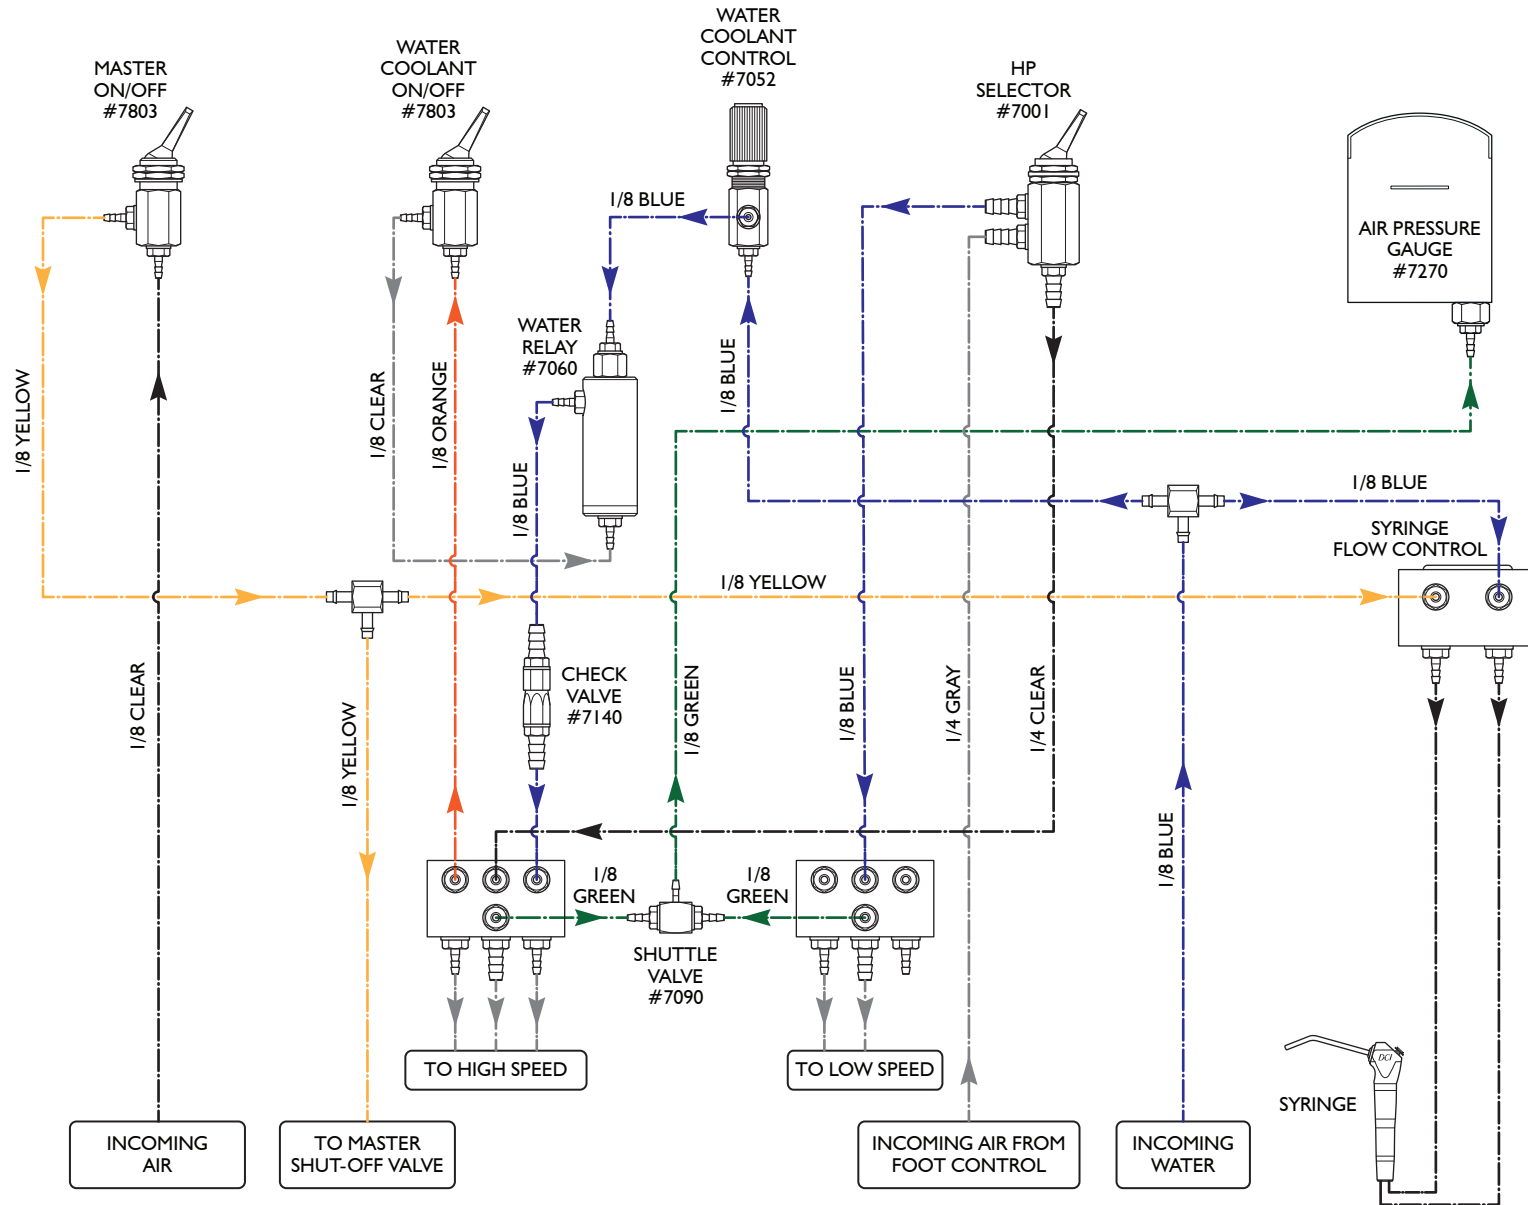 WATER
COOLANT
CONTROL
#7052
MASTER
ON/OFF
#7803
WATER
COOLANT
ON/OFF
#7803
HP
SELECTOR
#7001
1/8 BLUE
AIR PRESSURE
GAUGE
#7270
WATER
RELAY
#7060
1/8 YELLOW
1/8 CLEAR
1/8 ORANGE
1/8 BLUE
1/8 BLUE
1/8 BLUE
SYRINGE
FLOW CONTROL
1/8 YELLOW
CHECK
VALVE
#7140
1/8 CLEAR
1/8 YELLOW
1/8 GREEN
1/8 BLUE
1/4 GRAY
1/4 CLEAR
1/8 BLUE
1/8
GREEN
1/8
GREEN
SHUTTLE
VALVE
#7090
TO HIGH SPEED
TO LOW SPEED
DCI
SYRINGE
INCOMING
AIR
TO MASTER
SHUT-OFF VALVE
INCOMING AIR FROM
FOOT CONTROL
INCOMING
WATER